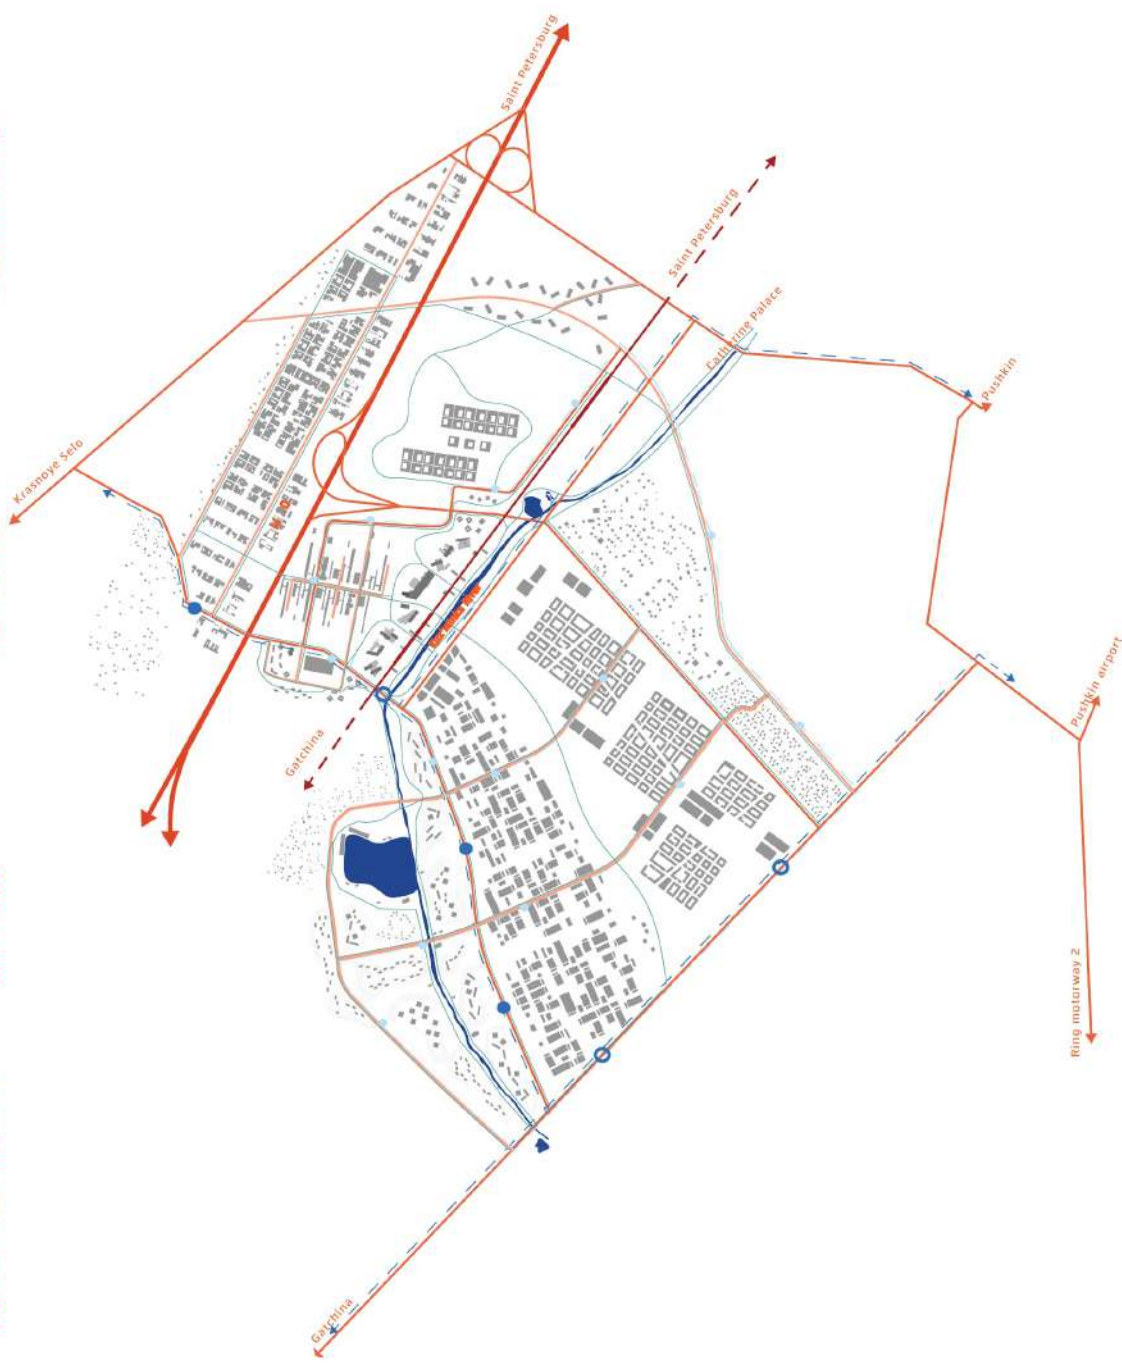 Saint Petersburg
Saint Petersburg
Catherine Palace
Pushkin
Krasnoye Selo
Pushkin airport
Gatchina
Ring motorway 2
Gatchina